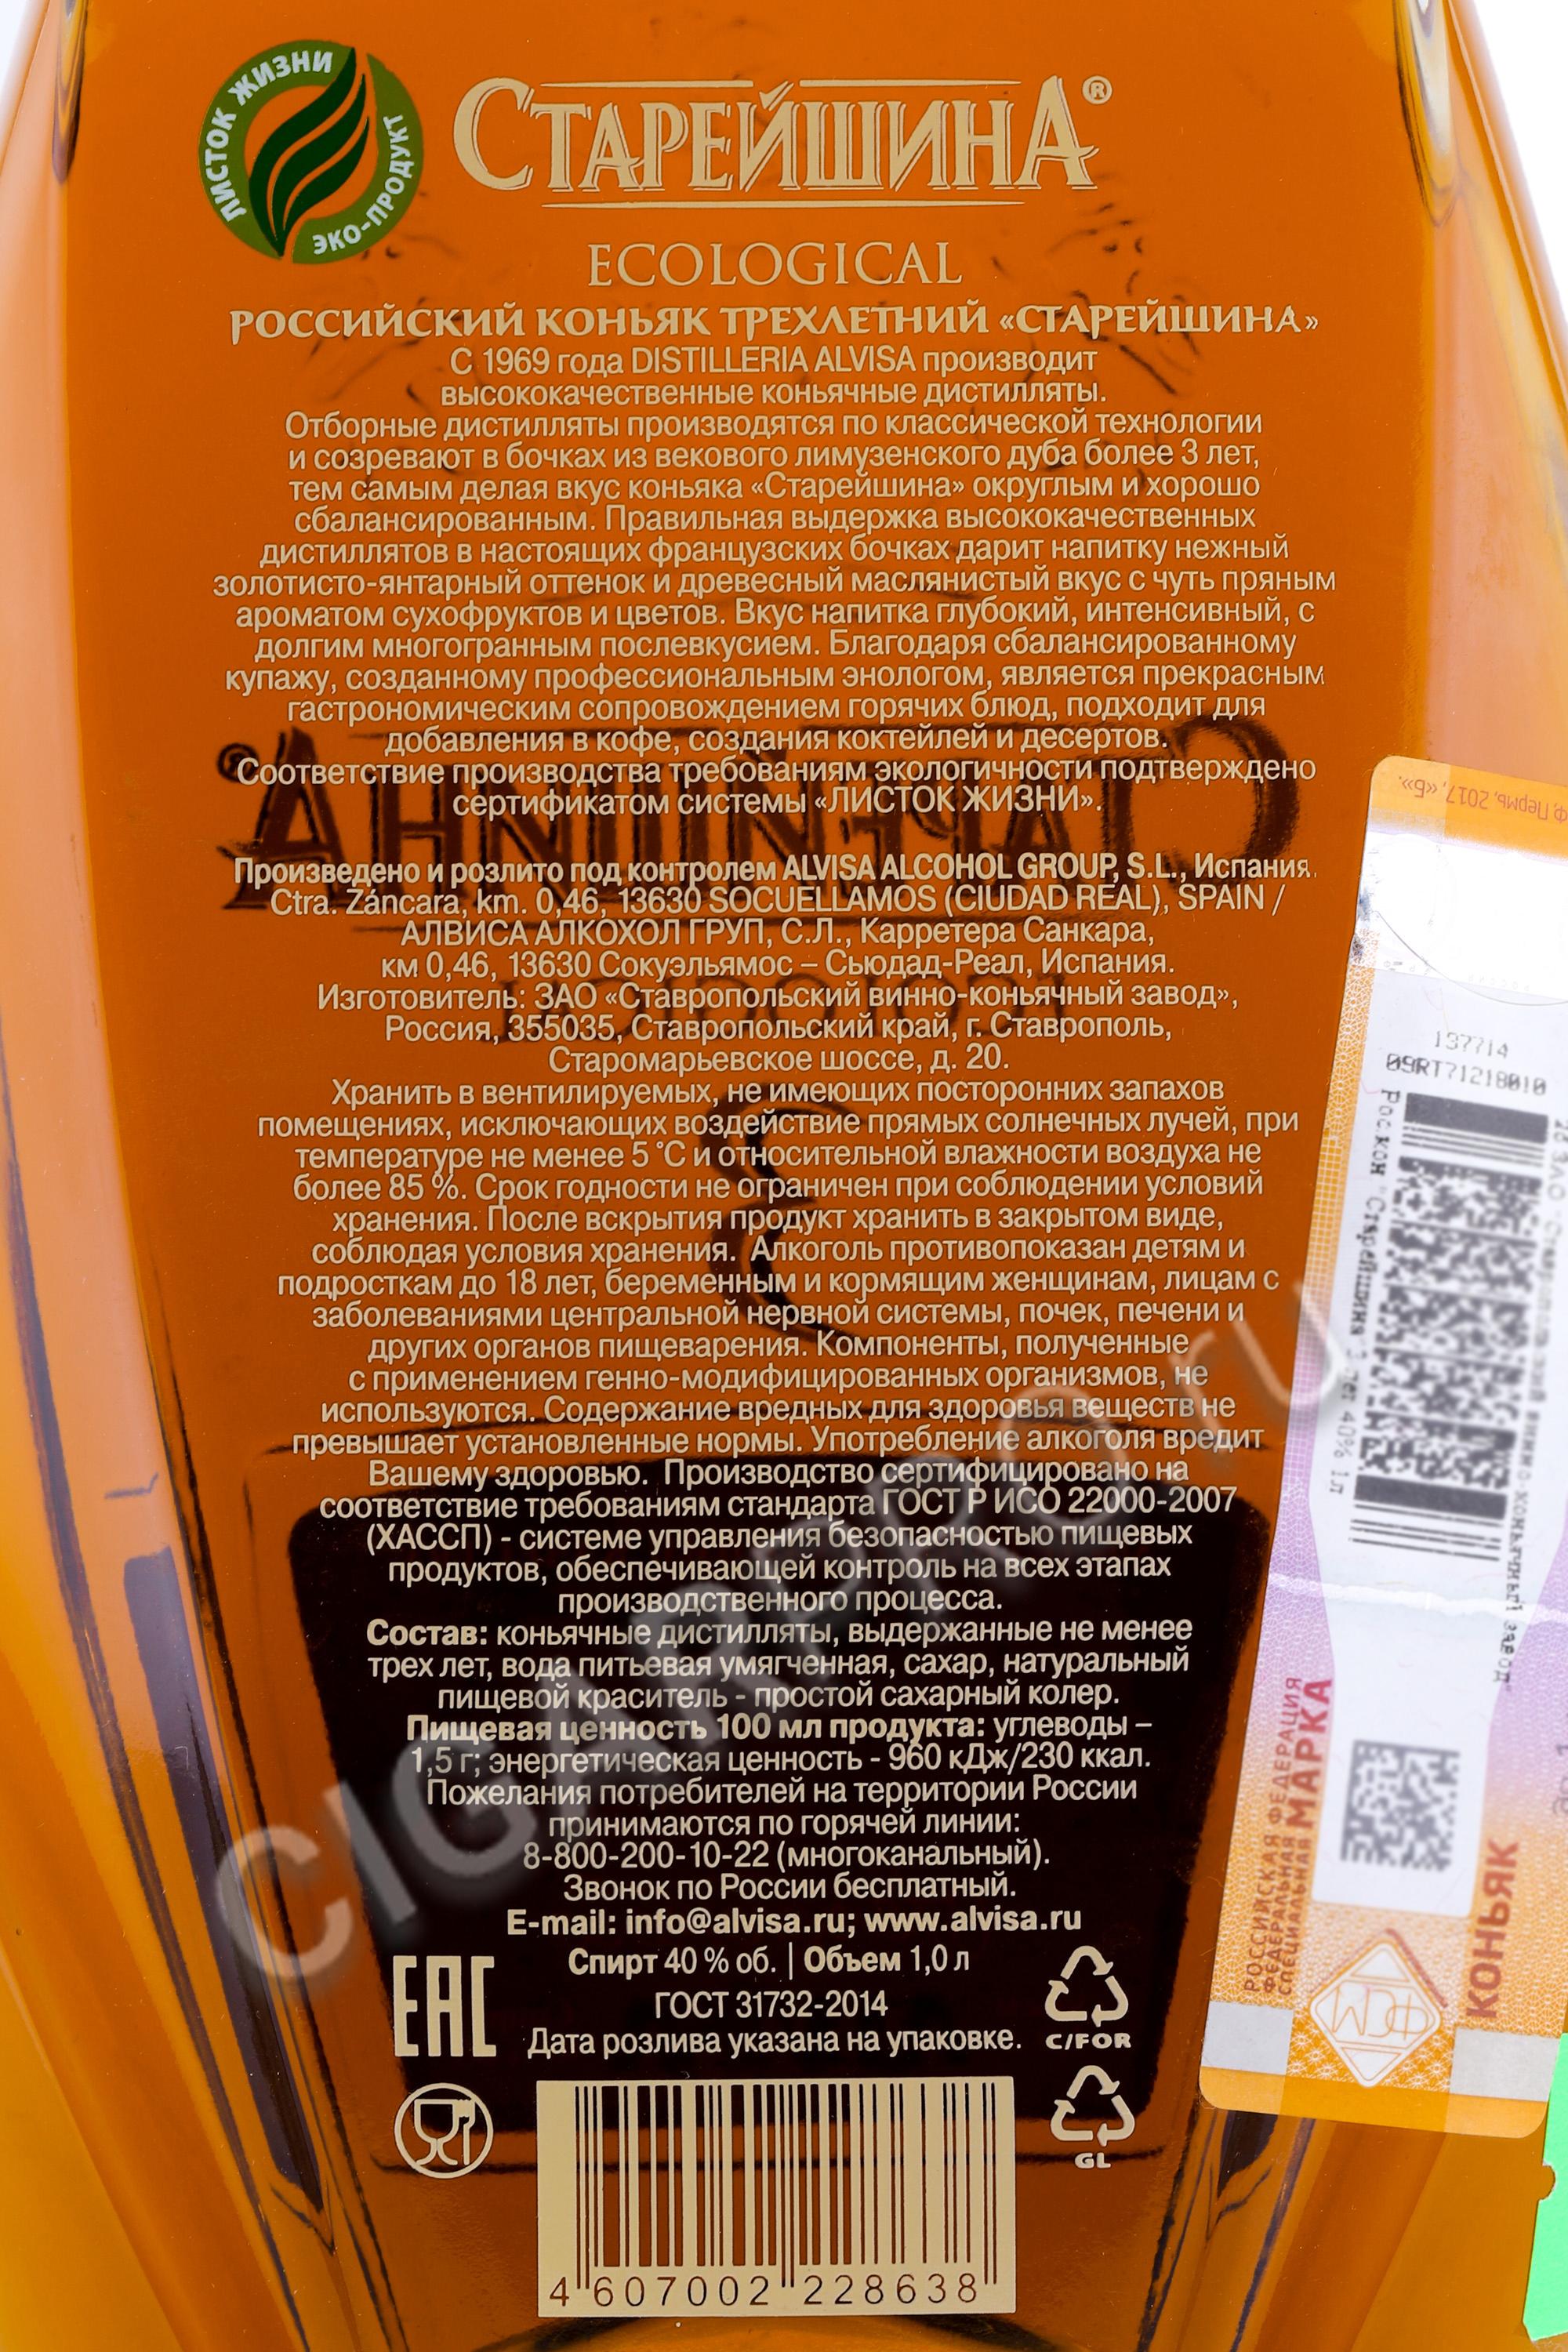 ЛИСТОК ЖИЗНИ
ЭКО-ПРОДУКТ
СТАРЕЙШИНА®
ECOLOGICAL
РОССИЙСКИЙ КОНЬЯК ТРЕХЛЕТНИЙ «СТАРЕЙШИНА»
С 1969 года DISTILLERIA ALVISA производит
высококачественные коньячные дистилляты.
Отборные дистилляты производятся по классической технологии
и созревают в бочках из векового лимузенского дуба более 3 лет,
тем самым делая вкус коньяка «Старейшина» округлым и хорошо
сбалансированным. Правильная выдержка высококачественных
дистиллятов в настоящих французских бочках дарит напитку нежный
золотисто-янтарный оттенок и древесный маслянистый вкус с чуть пряным
ароматом сухофруктов и цветов. Вкус напитка глубокий, интенсивный, с
долгим многогранным послевкусием. Благодаря сбалансированному
купажу, созданному профессиональным энологом, является прекрасным
гастрономическим сопровождением горячих блюд, подходит для
добавления в кофе, создания коктейлей и десертов.
Соответствие производства требованиям экологичности подтверждено
сертификатом системы «ЛИСТОК ЖИЗНИ».
Произведено и розлито под контролем ALVISA ALCOHOL GROUP, S.L., Испания.
Ctra. Záncara, km. 0,46, 13630 SOCUELLAMOS (CIUDAD REAL), SPAIN /
АЛВИСА АЛКОХОЛ ГРУП, С.Л., Карретера Санкара,
км 0,46, 13630 Сокуэльямос – Сьюдад-Реал, Испания.
Изготовитель: ЗАО «Ставропольский винно-коньячный завод»,
Россия, 355035, Ставропольский край, г. Ставрополь,
Старомарьевское шоссе, д. 20.
Хранить в вентилируемых, не имеющих посторонних запахов
помещениях, исключающих воздействие прямых солнечных лучей, при
температуре не менее 5 °С и относительной влажности воздуха не
более 85 %. Срок годности не ограничен при соблюдении условий
хранения. После вскрытия продукт хранить в закрытом виде,
соблюдая условия хранения. Алкоголь противопоказан детям и
подросткам до 18 лет, беременным и кормящим женщинам, лицам с
заболеваниями центральной нервной системы, почек, печени и
других органов пищеварения. Компоненты, полученные
с применением генно-модифицированных организмов, не
используются. Содержание вредных для здоровья веществ не
превышает установленные нормы. Употребление алкоголя вредит
Вашему здоровью. Производство сертифицировано на
соответствие требованиям стандарта ГОСТ Р ИСО 22000-2007
(ХАССП) - системе управления безопасностью пищевых
продуктов, обеспечивающей контроль на всех этапах
производственного процесса.
Состав: коньячные дистилляты, выдержанные не менее
трех лет, вода питьевая умягченная, сахар, натуральный
пищевой краситель - простой сахарный колер.
Пищевая ценность 100 мл продукта: углеводы –
1,5 г; энергетическая ценность - 960 кДж/230 ккал.
Пожелания потребителей на территории России
принимаются по горячей линии:
8-800-200-10-22 (многоканальный).
Звонок по России бесплатный.
E-mail: info@alvisa.ru; www.alvisa.ru
Спирт 40 % об. | Объем 1,0 л
ГОСТ 31732-2014
Дата розлива указана на упаковке.
EAC
C/FOR
GL
4 607002 228638
CIGARPRO.ru
Пермь, 2017, «Б».
137714
09RT71218010
Рос.кон Старейшина 3 лет 40% 1л
винно-коньячный завод
РОССИЙСКАЯ ФЕДЕРАЦИЯ
ФЕДЕРАЛЬНАЯ
СПЕЦИАЛЬНАЯ МАРКА
ФСМ
КОНЬЯК